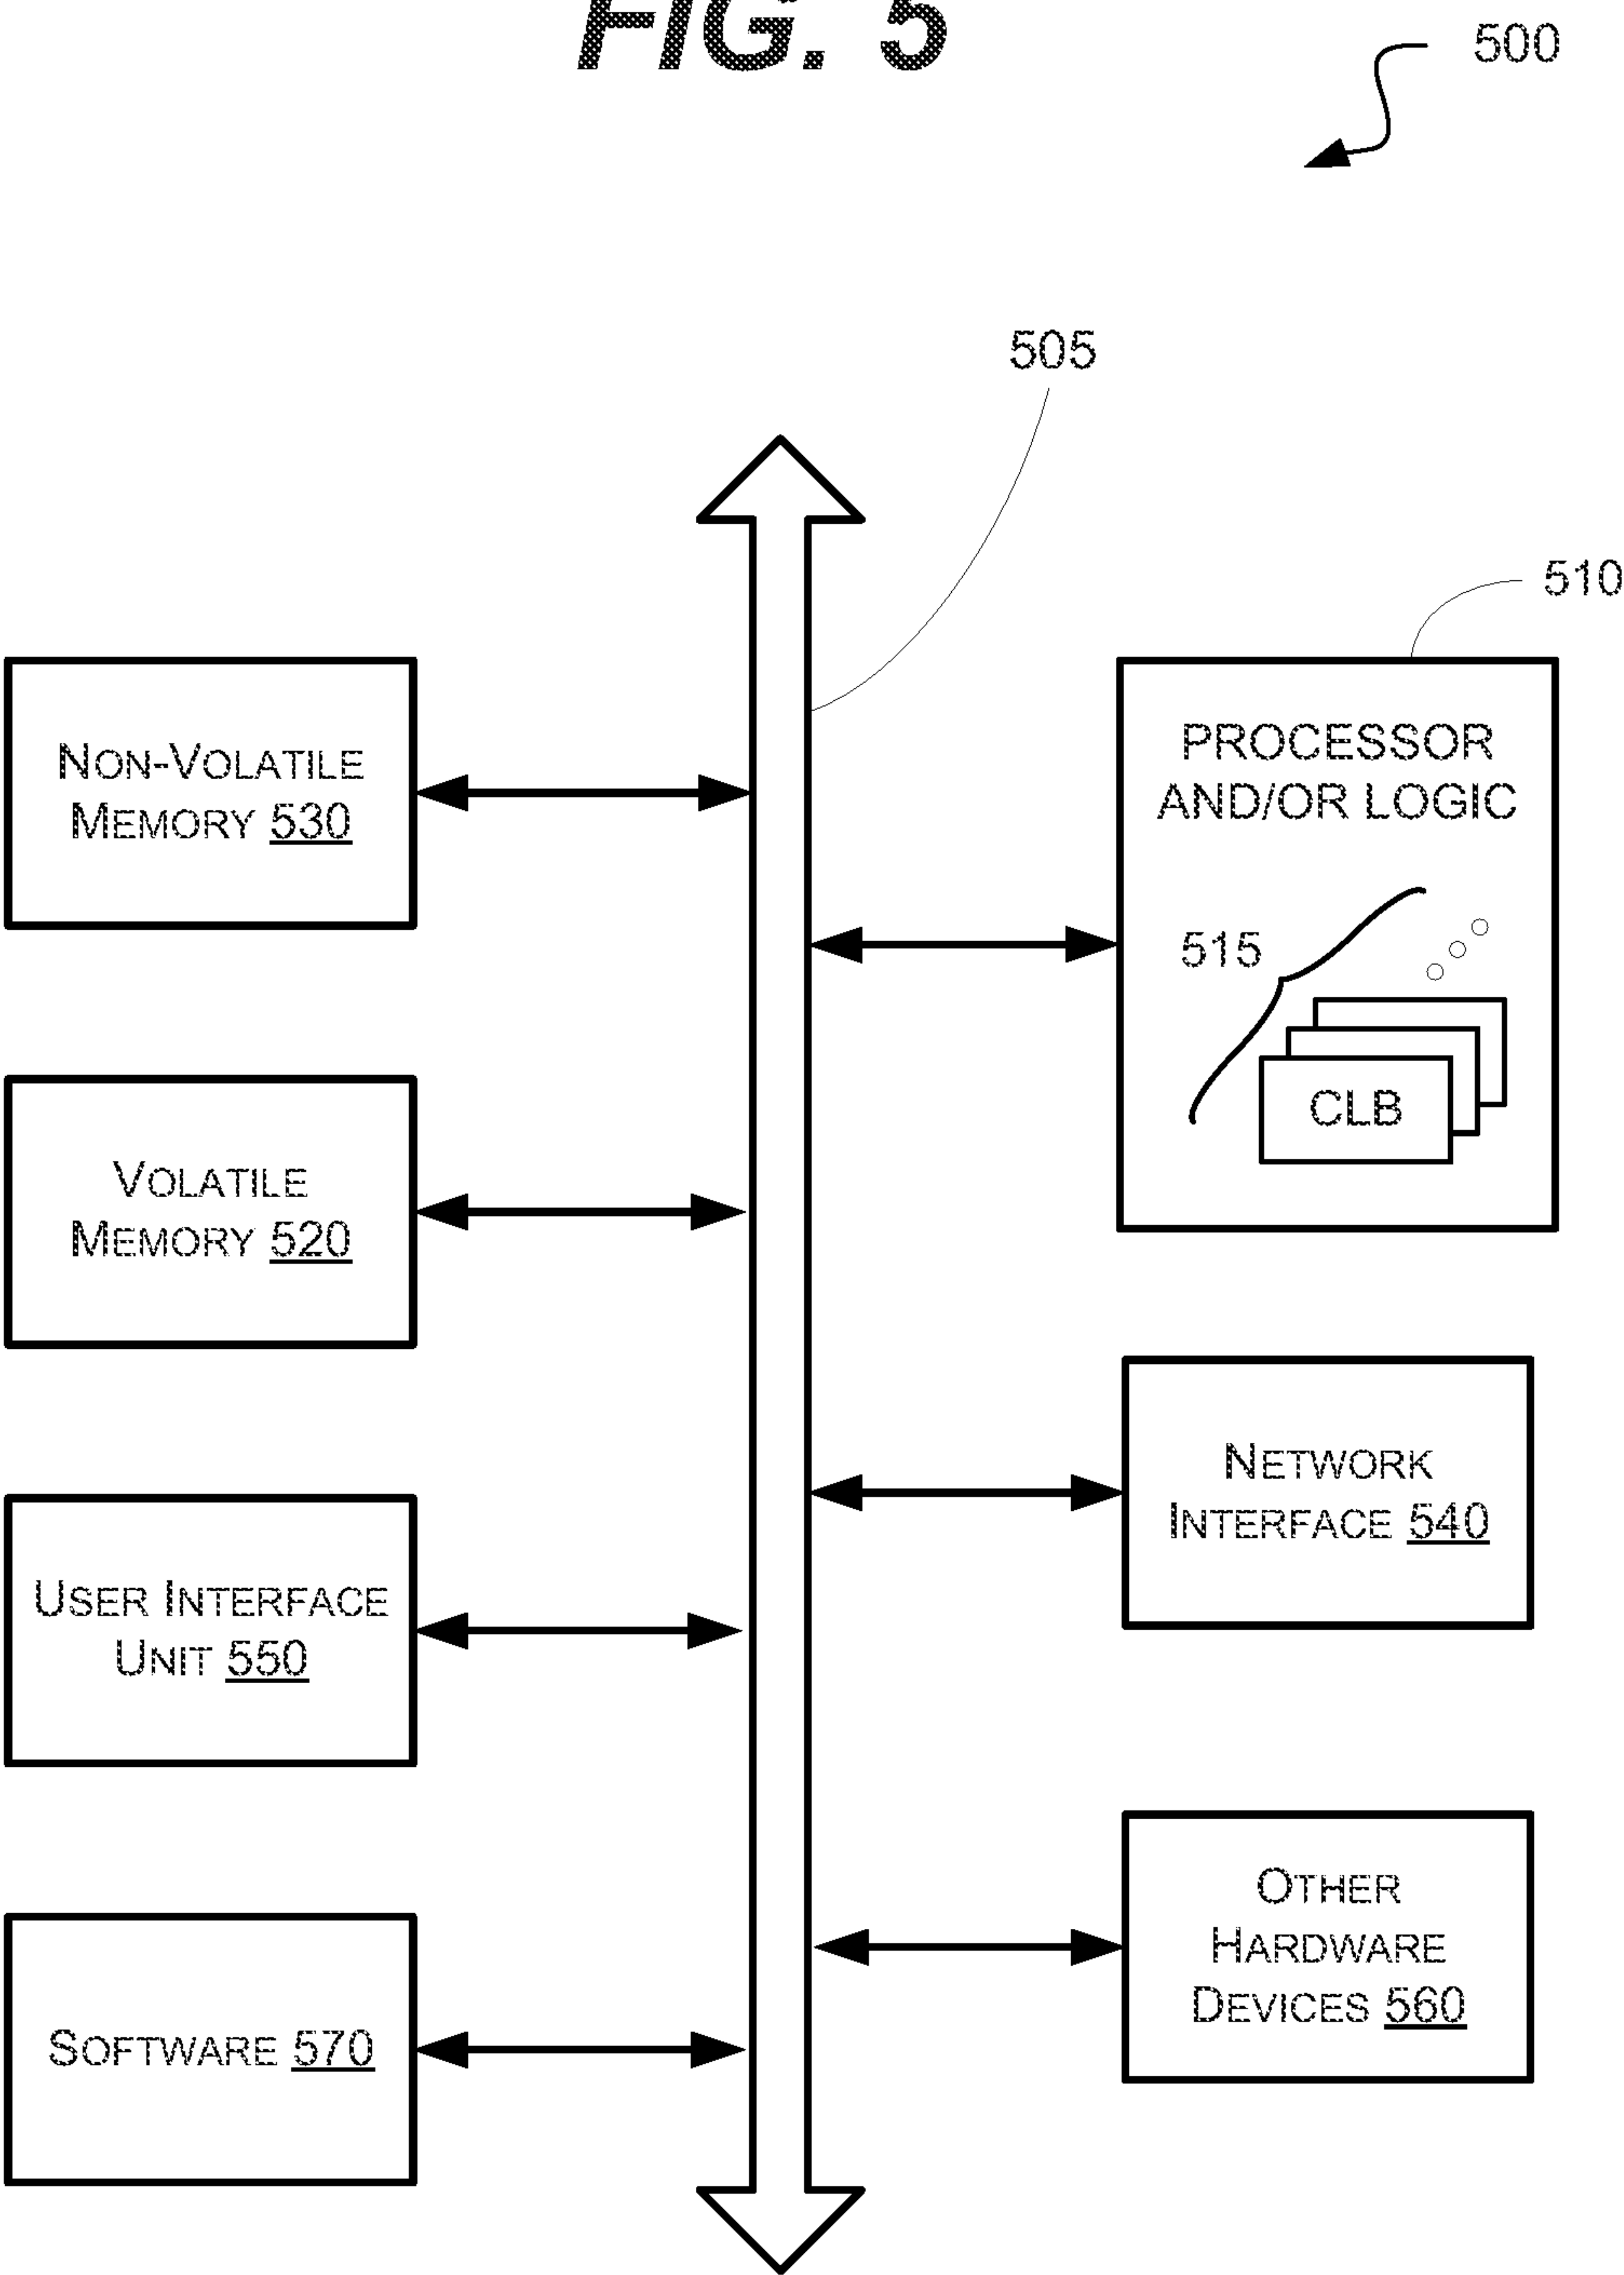 FIG. 5
500
505
510
NON-VOLATILE
MEMORY 530
PROCESSOR
AND/OR LOGIC
515
CLB
VOLATILE
MEMORY 520
NETWORK
INTERFACE 540
USER INTERFACE
UNIT 550
OTHER
HARDWARE
DEVICES 560
SOFTWARE 570